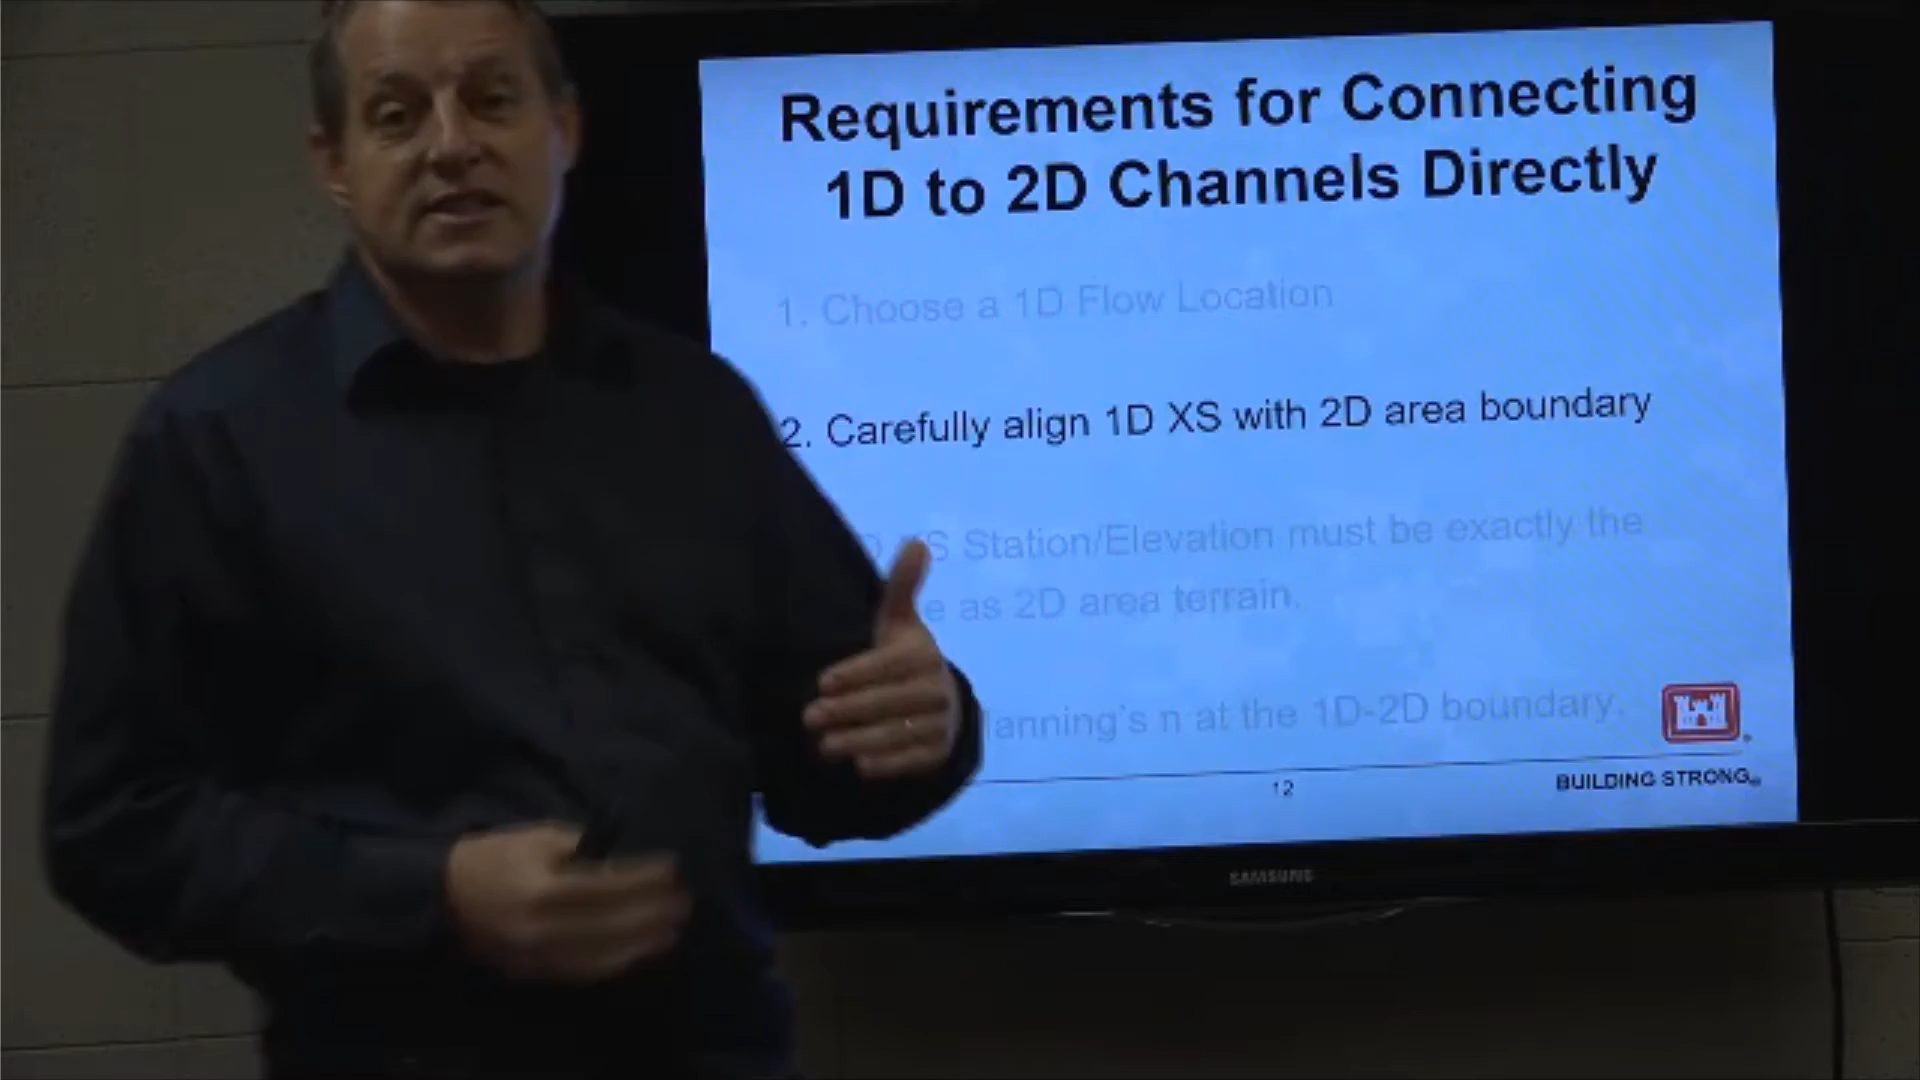 Requirements for Connecting
1D to 2D Channels Directly
1. Choose a 1D Flow Location
2. Carefully align 1D XS with 2D area boundary
Station/Elevation must be exactly the
as 2D area terrain.
n at the 1D-2D boundary.
12
BUILDING STRONG®
SAMSUNG